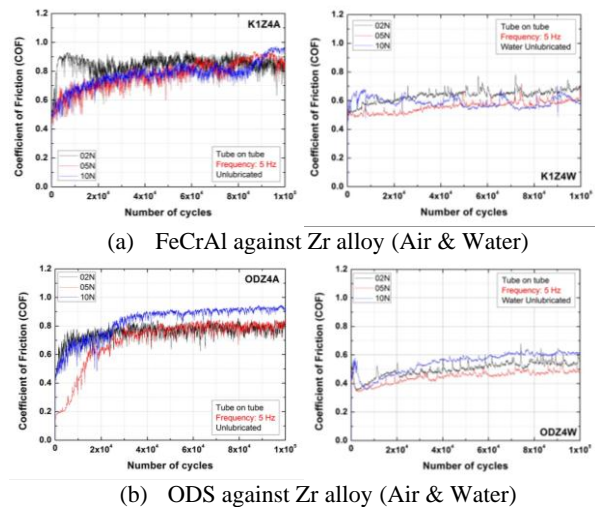 1.2
1.0
0.8
0.6
0.4
0.2
0.0
Coefficient of Friction (COF)
K1Z4A
02N
05N
10N
Tube on tube
Frequency: 5 Hz
Unlubricated
0 2x10⁴ 4x10⁴ 6x10⁴ 8x10⁴ 1x10⁵
Number of cycles
1.2
1.0
0.8
0.6
0.4
0.2
0.0
Coefficient of Friction (COF)
02N
05N
10N
Tube on tube
Frequency: 5 Hz
Water Unlubricated
K1Z4W
0 2x10⁴ 4x10⁴ 6x10⁴ 8x10⁴ 1x10⁵
Number of cycles
(a) FeCrAl against Zr alloy (Air & Water)
1.2
1.0
0.8
0.6
0.4
0.2
0.0
Coefficient of Friction (COF)
02N
05N
10N
ODZ4A
Tube on tube
Frequency: 5 Hz
Unlubricated
0 2x10⁴ 4x10⁴ 6x10⁴ 8x10⁴ 1x10⁵
Number of cycles
1.2
1.0
0.8
0.6
0.4
0.2
0.0
Coefficient of Friction (COF)
02N
05N
10N
Tube on tube
Frequency: 5 Hz
Water Unlubricated
ODZ4W
0 2x10⁴ 4x10⁴ 6x10⁴ 8x10⁴ 1x10⁵
Number of cycles
(b) ODS against Zr alloy (Air & Water)